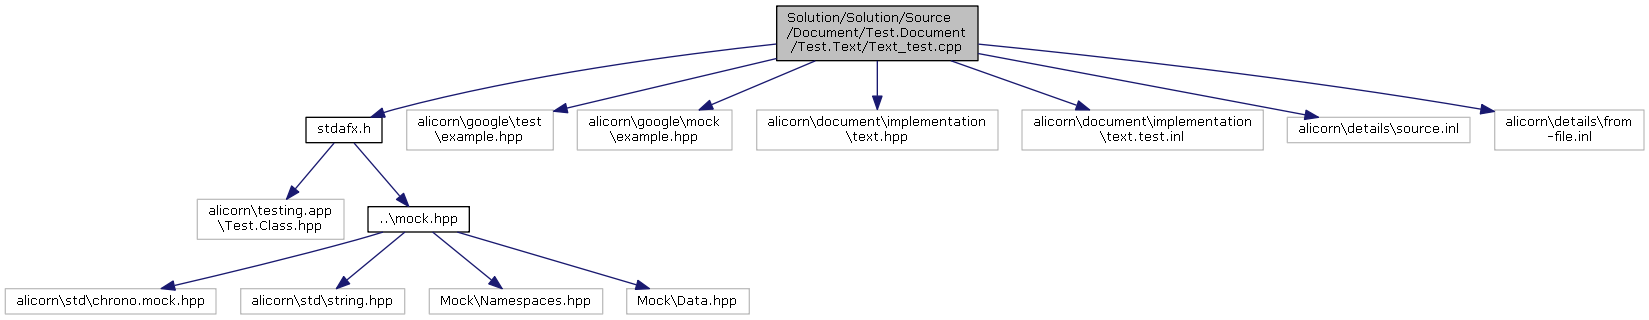 Solution/Solution/Source
/Document/Test.Document
/Test.Text/Text_test.cpp
stdafx.h
alicorn\google\test
\example.hpp
alicorn\google\mock
\example.hpp
alicorn\document\implementation
\text.hpp
alicorn\document\implementation
\text.test.inl
alicorn\details\source.inl
alicorn\details\from
-file.inl
alicorn\testing.app
\Test.Class.hpp
..\mock.hpp
alicorn\std\chrono.mock.hpp
alicorn\std\string.hpp
Mock\Namespaces.hpp
Mock\Data.hpp